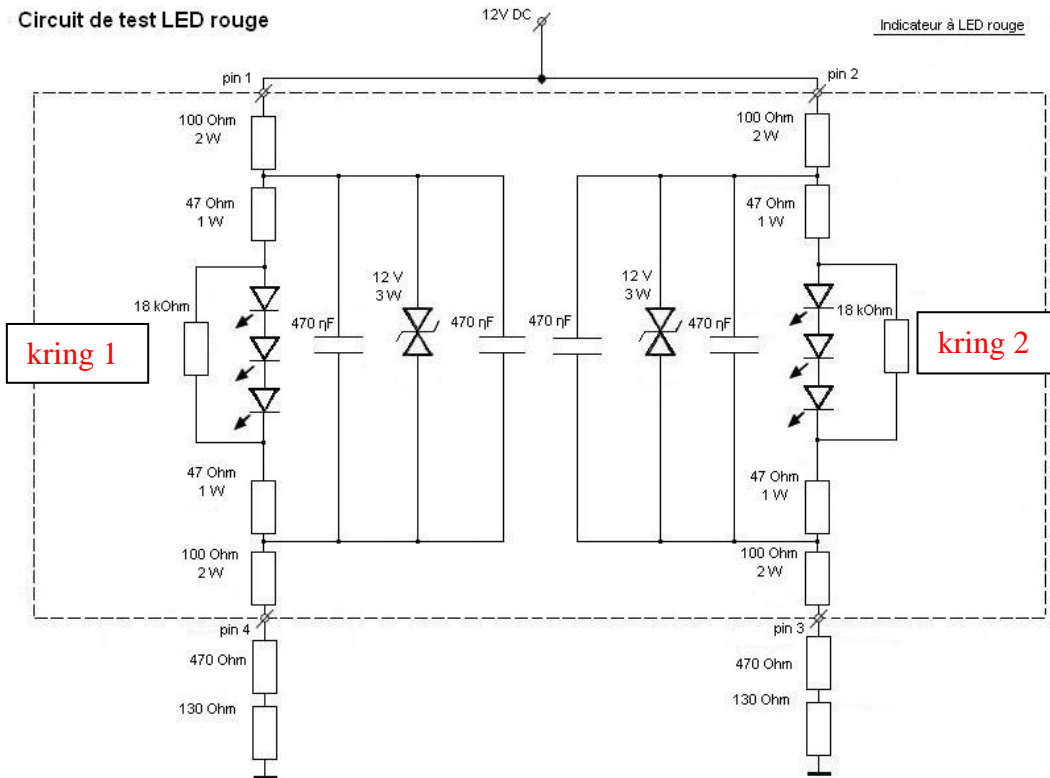 Circuit de test LED rouge
12V DC
Indicateur à LED rouge
pin 1
pin 2
100 Ohm
2 W
100 Ohm
2 W
47 Ohm
1 W
47 Ohm
1 W
12 V
3 W
12 V
3 W
18 kOhm
470 ηF
470 ηF
470 ηF
470 ηF
18 kOhm
kring 1
kring 2
47 Ohm
1 W
47 Ohm
1 W
100 Ohm
2 W
100 Ohm
2 W
pin 4
pin 3
470 Ohm
470 Ohm
130 Ohm
130 Ohm